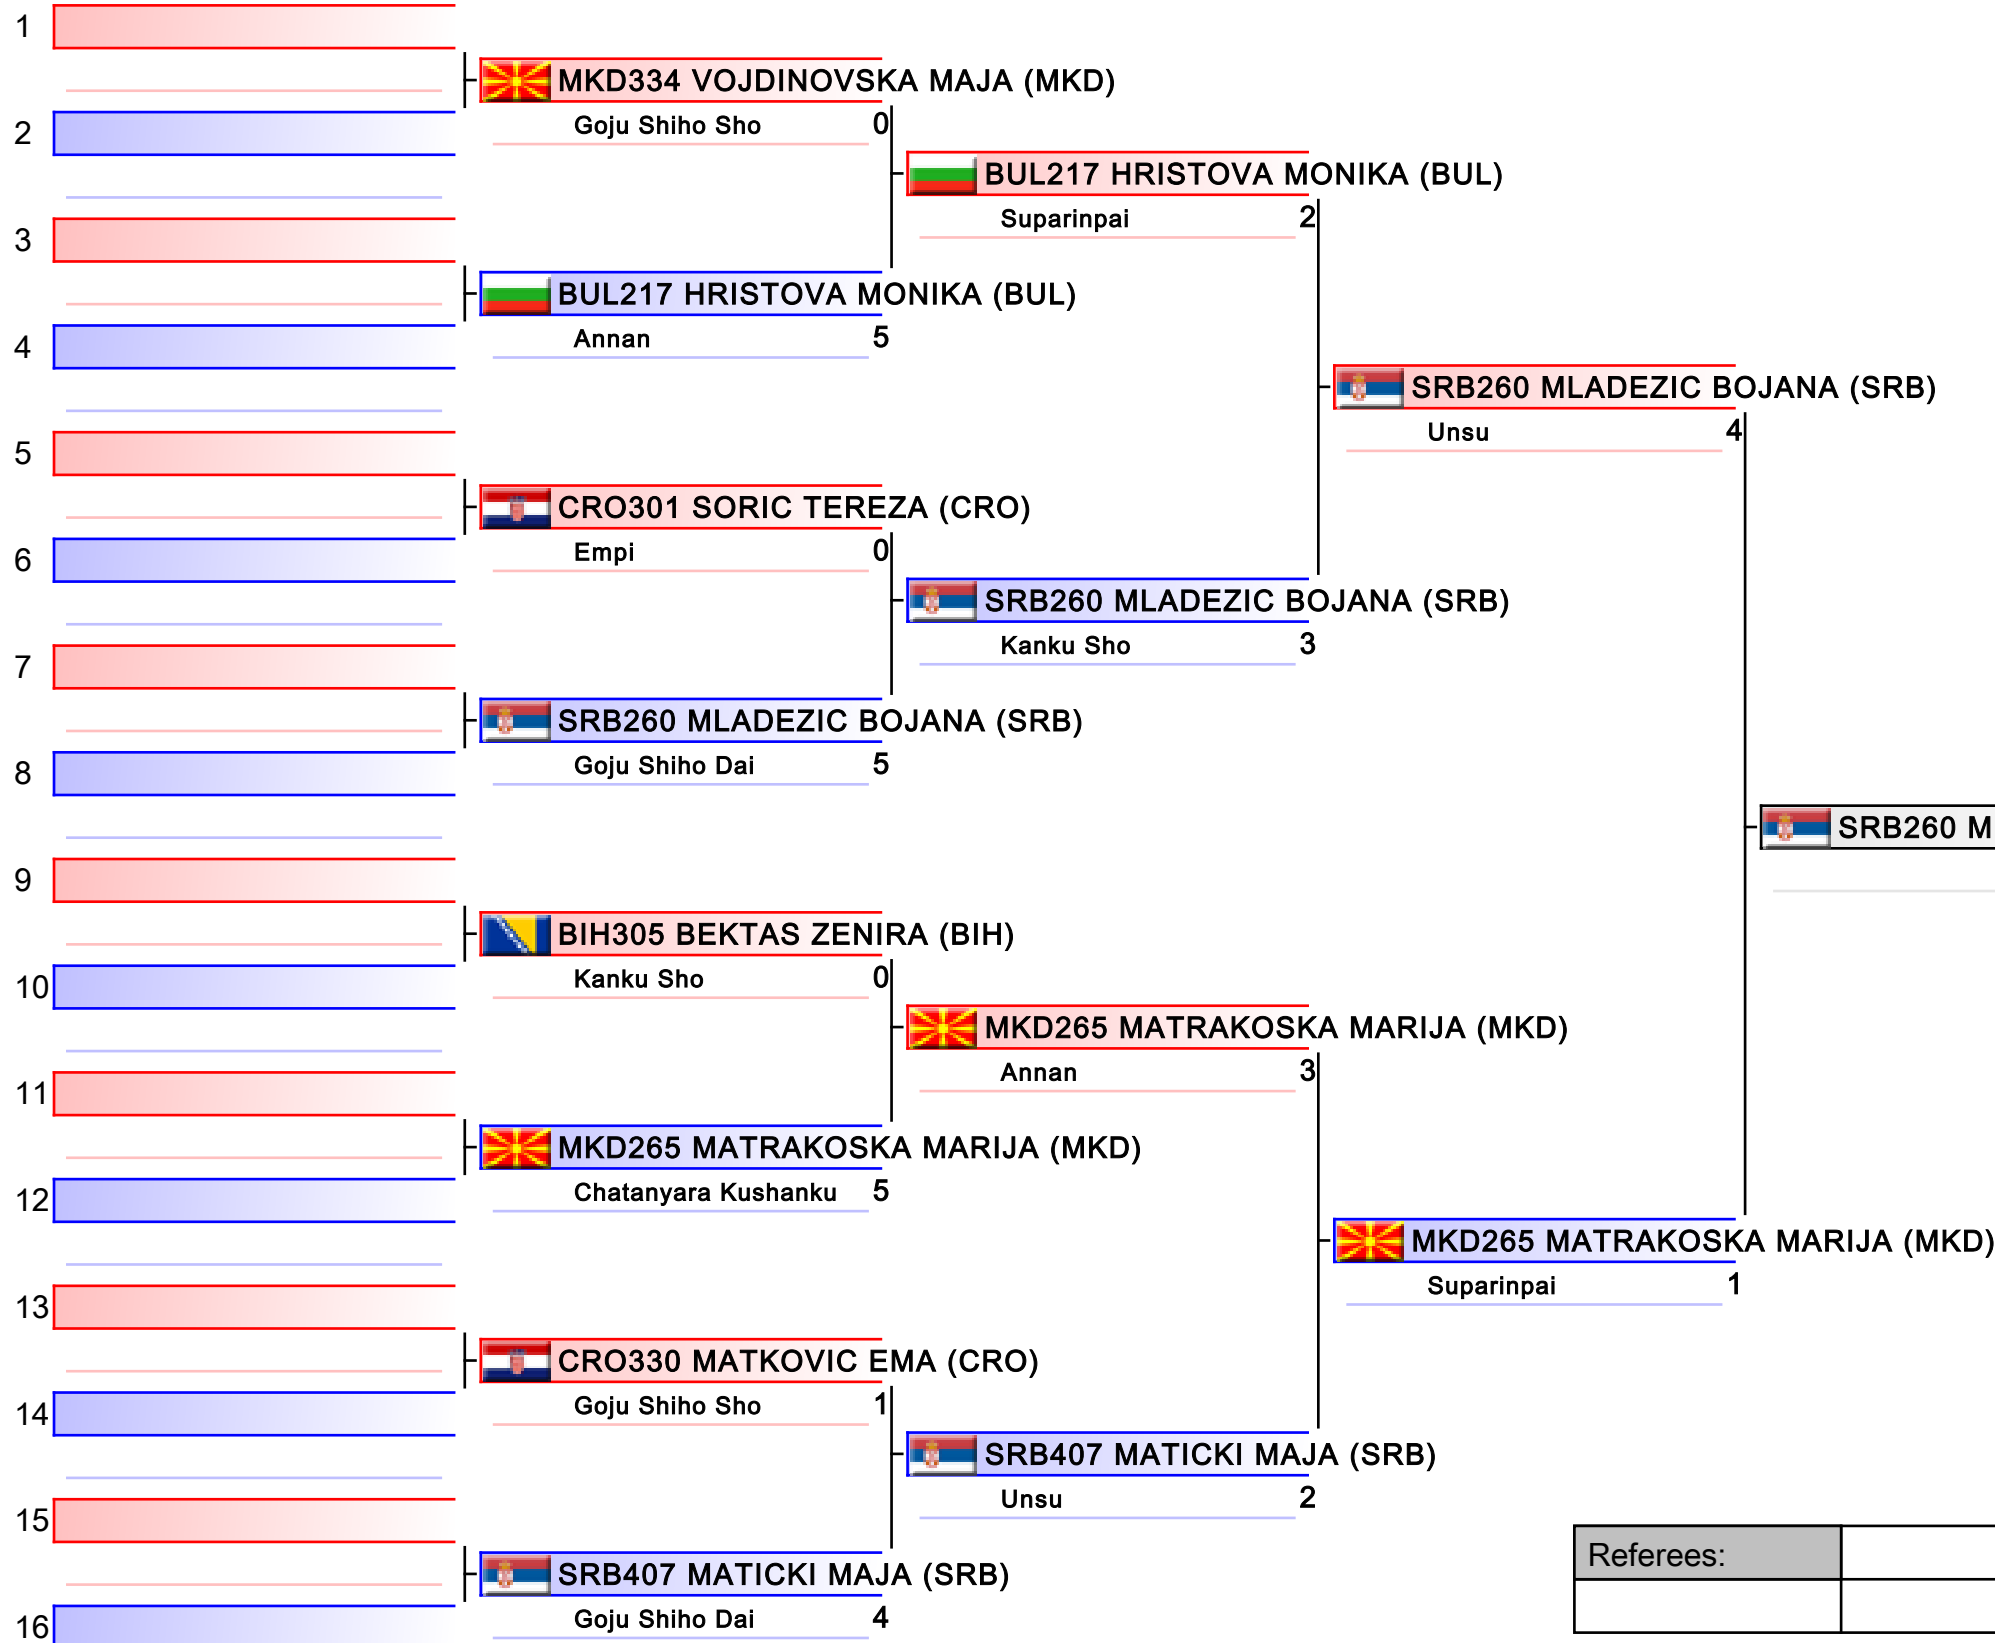 1
MKD334 VOJDINOVSKA MAJA (MKD)
Goju Shiho Sho 0
2
BUL217 HRISTOVA MONIKA (BUL)
Suparinpai 2
3
BUL217 HRISTOVA MONIKA (BUL)
Annan 5
4
SRB260 MLADEZIC BOJANA (SRB)
Unsu 4
5
CRO301 SORIC TEREZA (CRO)
Empi 0
6
SRB260 MLADEZIC BOJANA (SRB)
Kanku Sho 3
7
SRB260 MLADEZIC BOJANA (SRB)
Goju Shiho Dai 5
8
SRB260 M
9
BIH305 BEKTAS ZENIRA (BIH)
Kanku Sho 0
10
MKD265 MATRAKOSKA MARIJA (MKD)
Annan 3
11
MKD265 MATRAKOSKA MARIJA (MKD)
Chatanyara Kushanku 5
12
MKD265 MATRAKOSKA MARIJA (MKD)
Suparinpai 1
13
CRO330 MATKOVIC EMA (CRO)
Goju Shiho Sho 1
14
SRB407 MATICKI MAJA (SRB)
Unsu 2
15
Referees:
SRB407 MATICKI MAJA (SRB)
Goju Shiho Dai 4
16